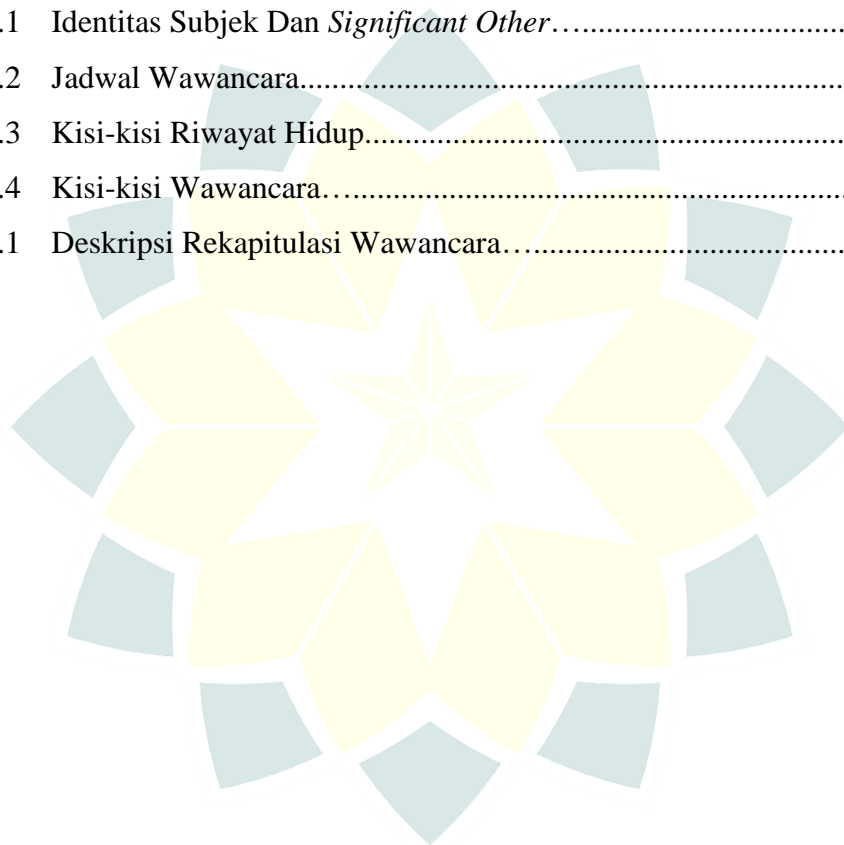 .1 Identitas Subjek Dan Significant Other…...................................
.2 Jadwal Wawancara.........................................................................
.3 Kisi-kisi Riwayat Hidup................................................................
.4 Kisi-kisi Wawancara…..................................................................
.1 Deskripsi Rekapitulasi Wawancara….........................................